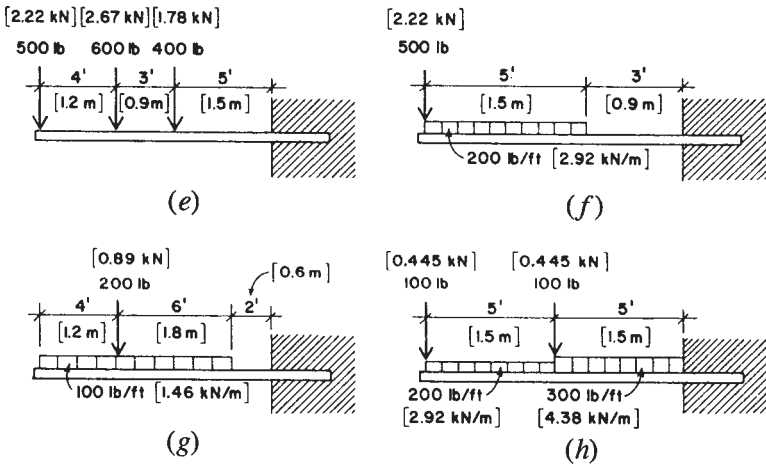 [2.22 kN][2.67 kN][1.78 kN]
500 lb 600 lb 400 lb
4' 3' 5'
[1.2 m] [0.9m] [1.5 m]
(e)
[2.22 kN]
500 lb
5' 3'
[1.5 m] [0.9 m]
200 lb/ft [2.92 kN/m]
(f)
[0.89 kN]
200 lb
[0.6 m]
4' 6' 2'
[1.2 m] [1.8 m]
100 lb/ft [1.46 kN/m]
(g)
[0.445 kN] [0.445 kN]
100 lb 100 lb
5' 5'
[1.5 m] [1.5 m]
200 lb/ft 300 lb/ft
[2.92 kN/m] [4.38 kN/m]
(h)